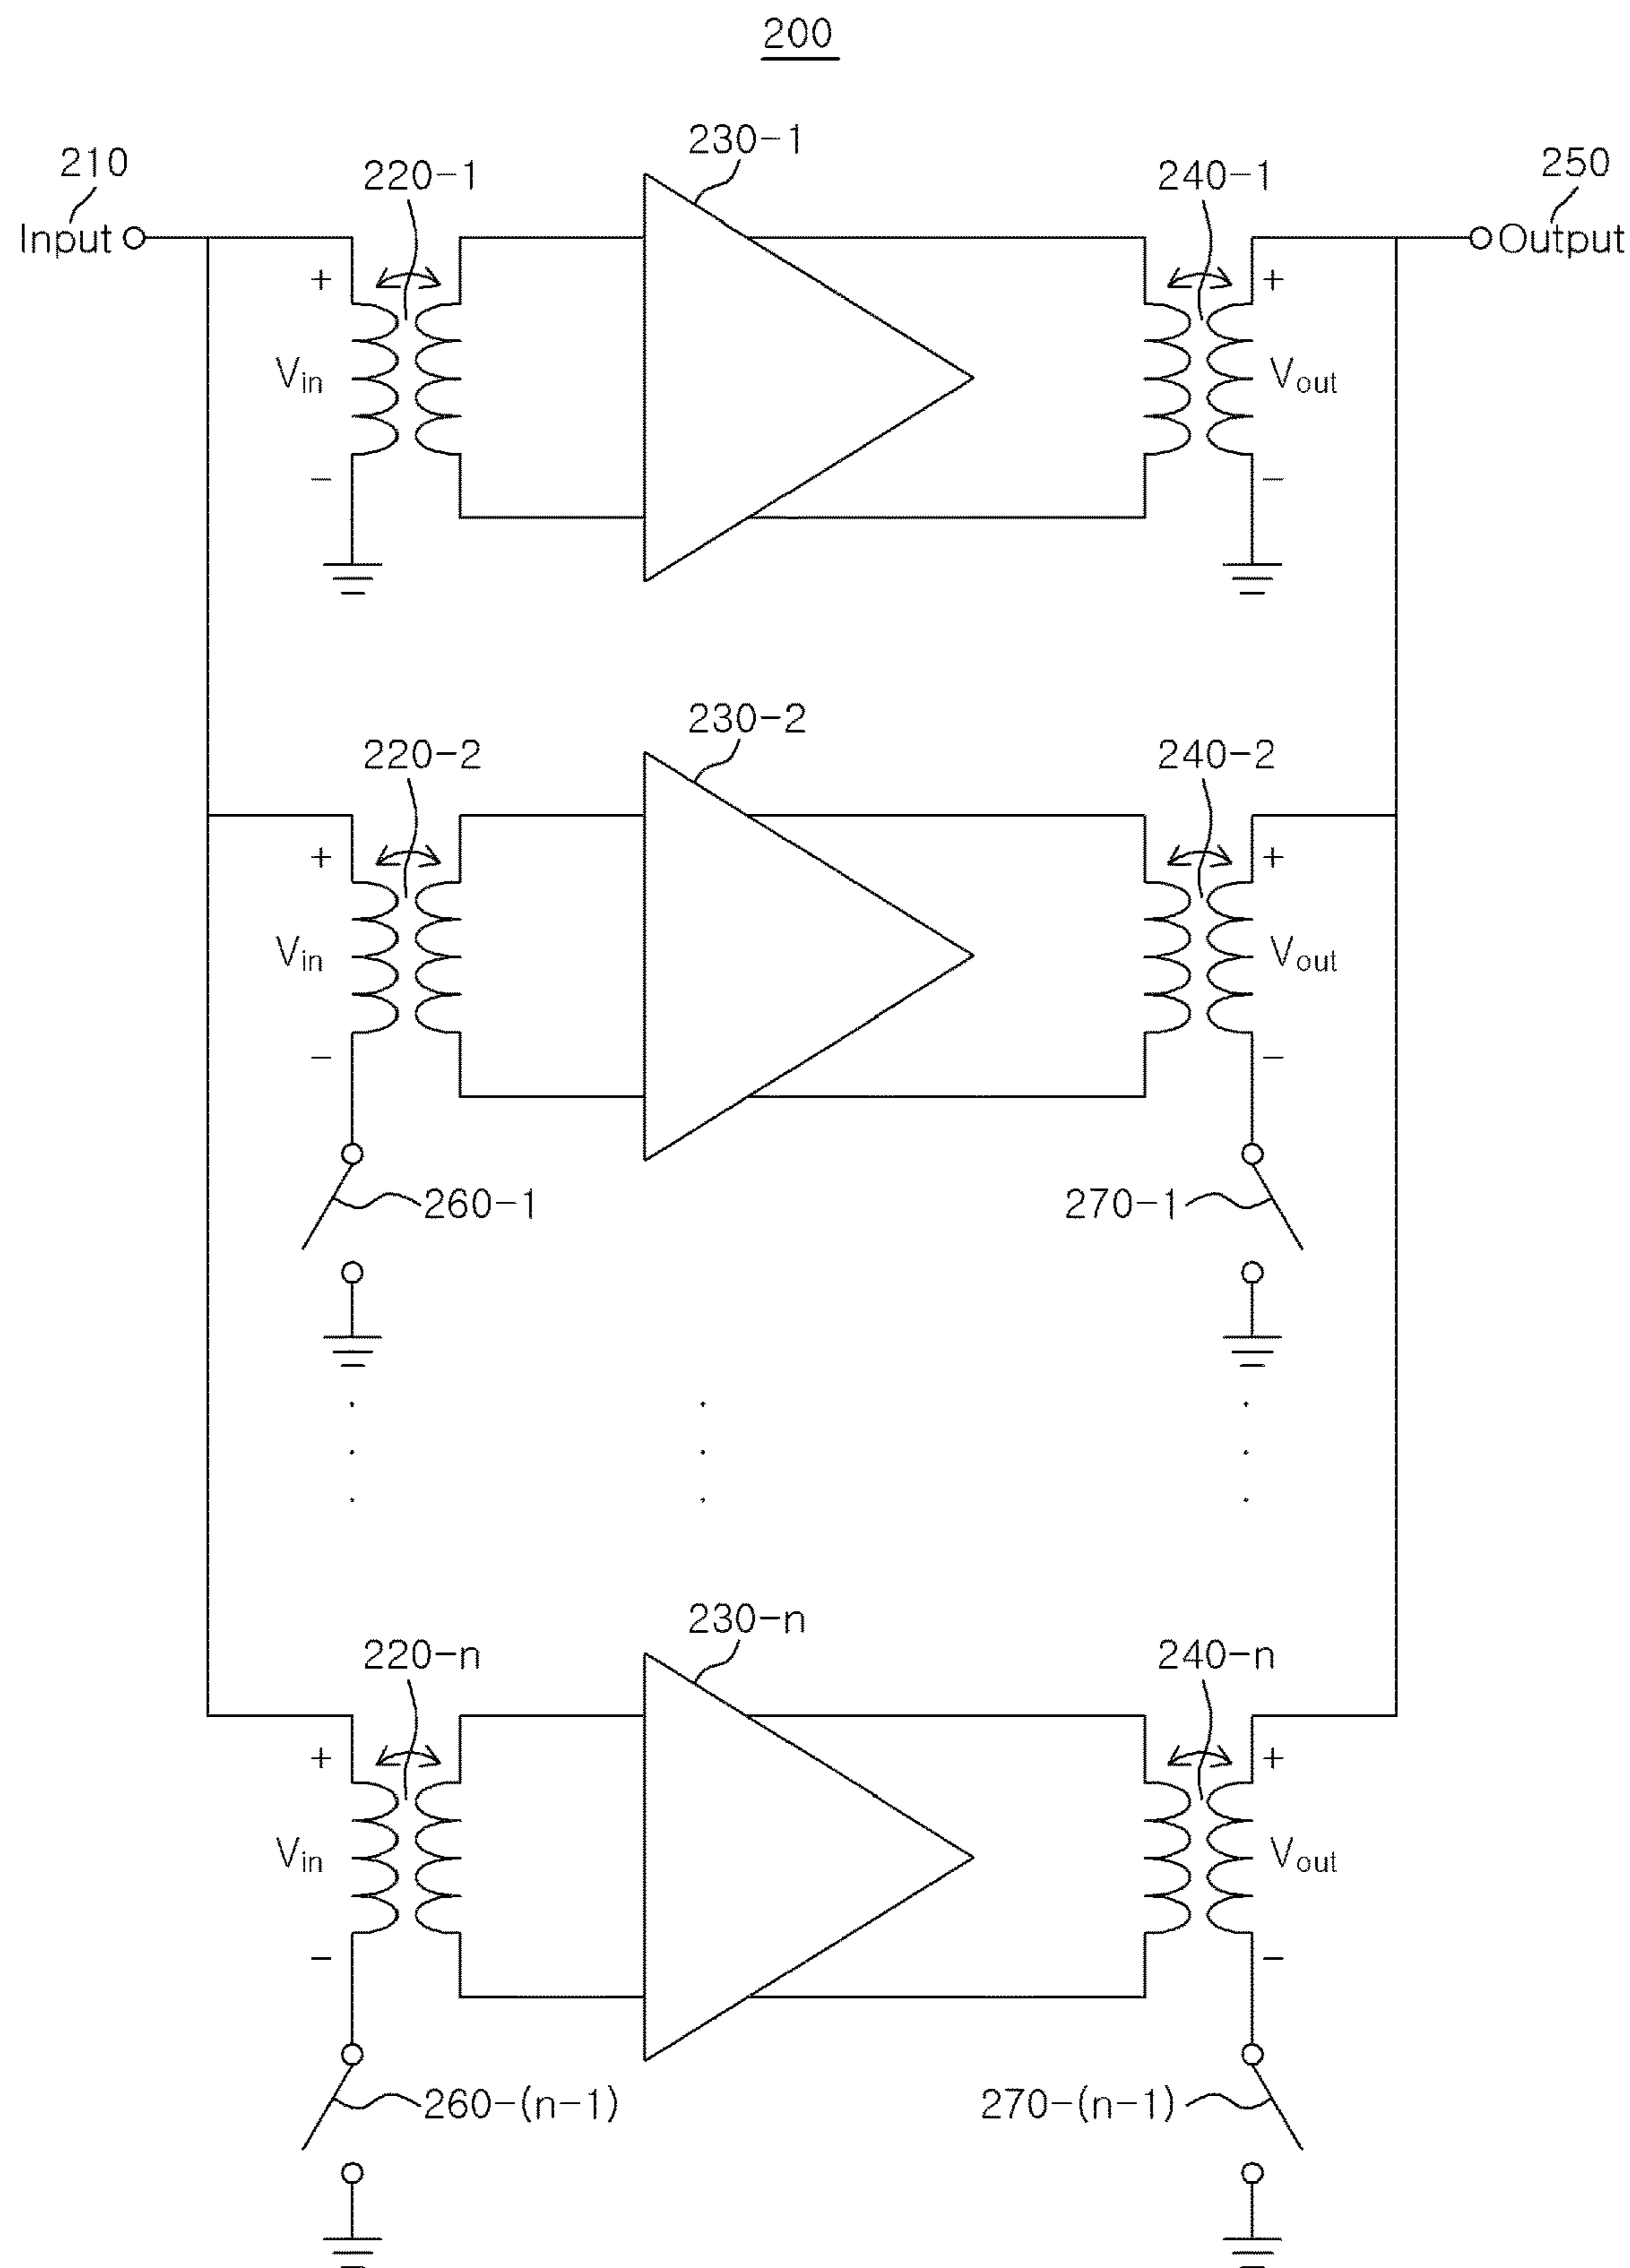 200
230-1
210
220-1
240-1
250
Input
Output
+
+
Vin
Vout
−
−
230-2
220-2
240-2
+
+
Vin
Vout
−
−
260-1
270-1
230-n
220-n
240-n
+
+
Vin
Vout
−
−
260-(n-1)
270-(n-1)